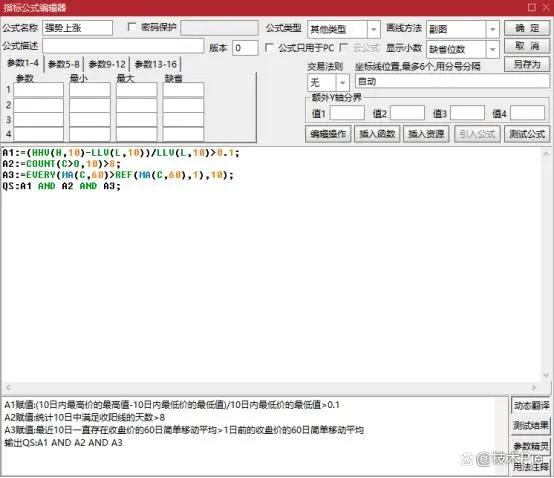 指标公式编辑器
公式名称 强势上涨 密码保护 公式类型 其他类型 画线方法 副图 确 定
公式描述 版本 0 公式只用于PC 云公式 显示小数 缺省位数 取 消
参数1-4 参数5-8 参数9-12 参数13-16 交易法则 坐标线位置,最多6个,用分号分隔 另存为
参数 最小 最大 缺省 无 自动
1
2
3
4
额外Y轴分界
值1 值2 值3 值4
编辑操作 插入函数 插入资源 引入公式 测试公式
A1:=(HHV(H,10)-LLV(L,10))/LLV(L,10)>0.1;
A2:=COUNT(C>O,10)>8;
A3:=EVERY(MA(C,60)>REF(MA(C,60),1),10);
QS:A1 AND A2 AND A3;
A1赋值:(10日内最高价的最高值-10日内最低价的最低值)/10日内最低价的最低值>0.1
A2赋值:统计10日中满足收阳线的天数>8
A3赋值:最近10日一直存在收盘价的60日简单移动平均>1日前的收盘价的60日简单移动平均
输出QS:A1 AND A2 AND A3
动态翻译
测试结果
参数精灵
用法注释